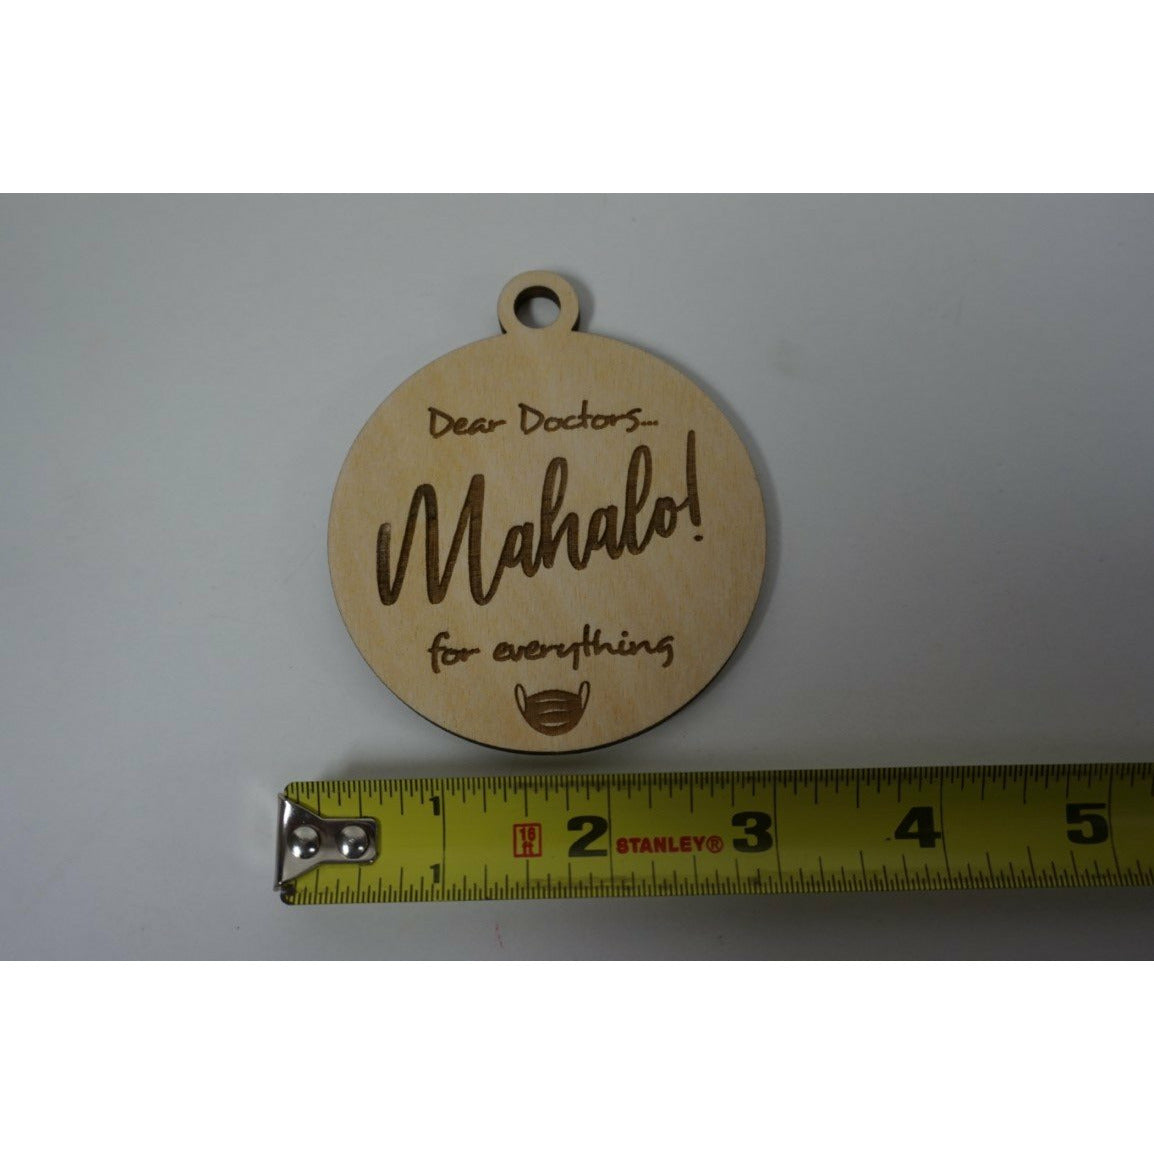 Dear Doctors...
Mahalo!
for everything
1 2 3 4 5
16
ft
STANLEY®
1